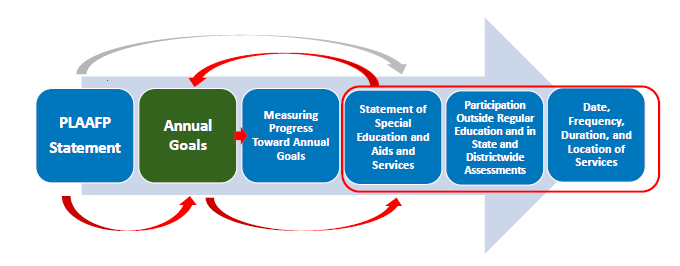 PLAAFP
Statement
Annual
Goals
Measuring
Progress
Toward Annual
Goals
Statement of
Special
Education and
Aids and
Services
Participation
Outside Regular
Education and in
State and
Districtwide
Assessments
Date,
Frequency,
Duration, and
Location of
Services